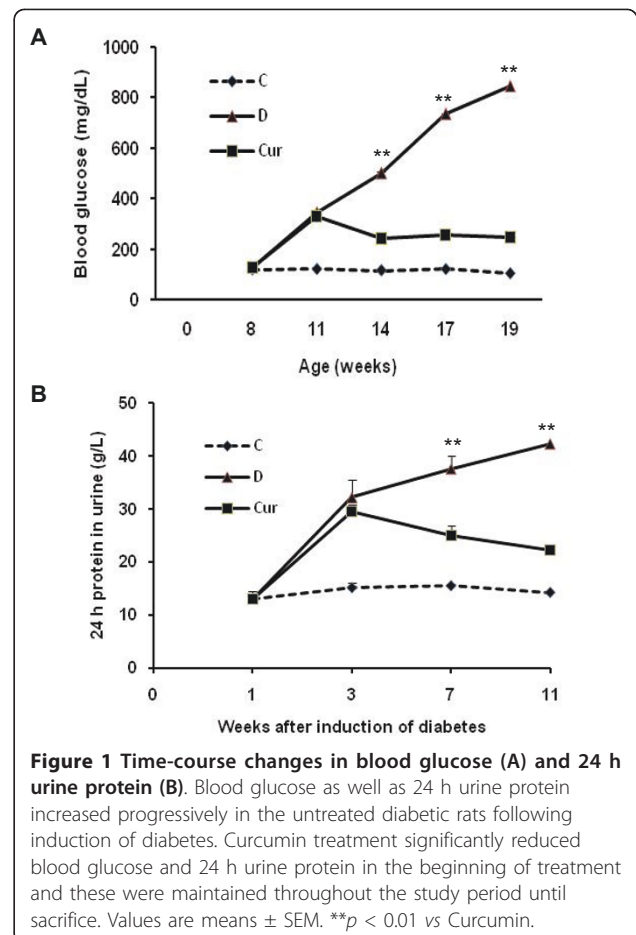 A
1000
800
600
400
200
0
Blood glucose (mg/dL)
C
D
Cur
**
**
**
**
0 8 11 14 17 19
Age (weeks)
B
50
40
30
20
10
0
24 h protein in urine (g/L)
C
D
Cur
**
**
0 1 3 7 11
Weeks after induction of diabetes
Figure 1 Time-course changes in blood glucose (A) and 24 h
urine protein (B). Blood glucose as well as 24 h urine protein
increased progressively in the untreated diabetic rats following
induction of diabetes. Curcumin treatment significantly reduced
blood glucose and 24 h urine protein in the beginning of treatment
and these were maintained throughout the study period until
sacrifice. Values are means ± SEM. **p < 0.01 vs Curcumin.